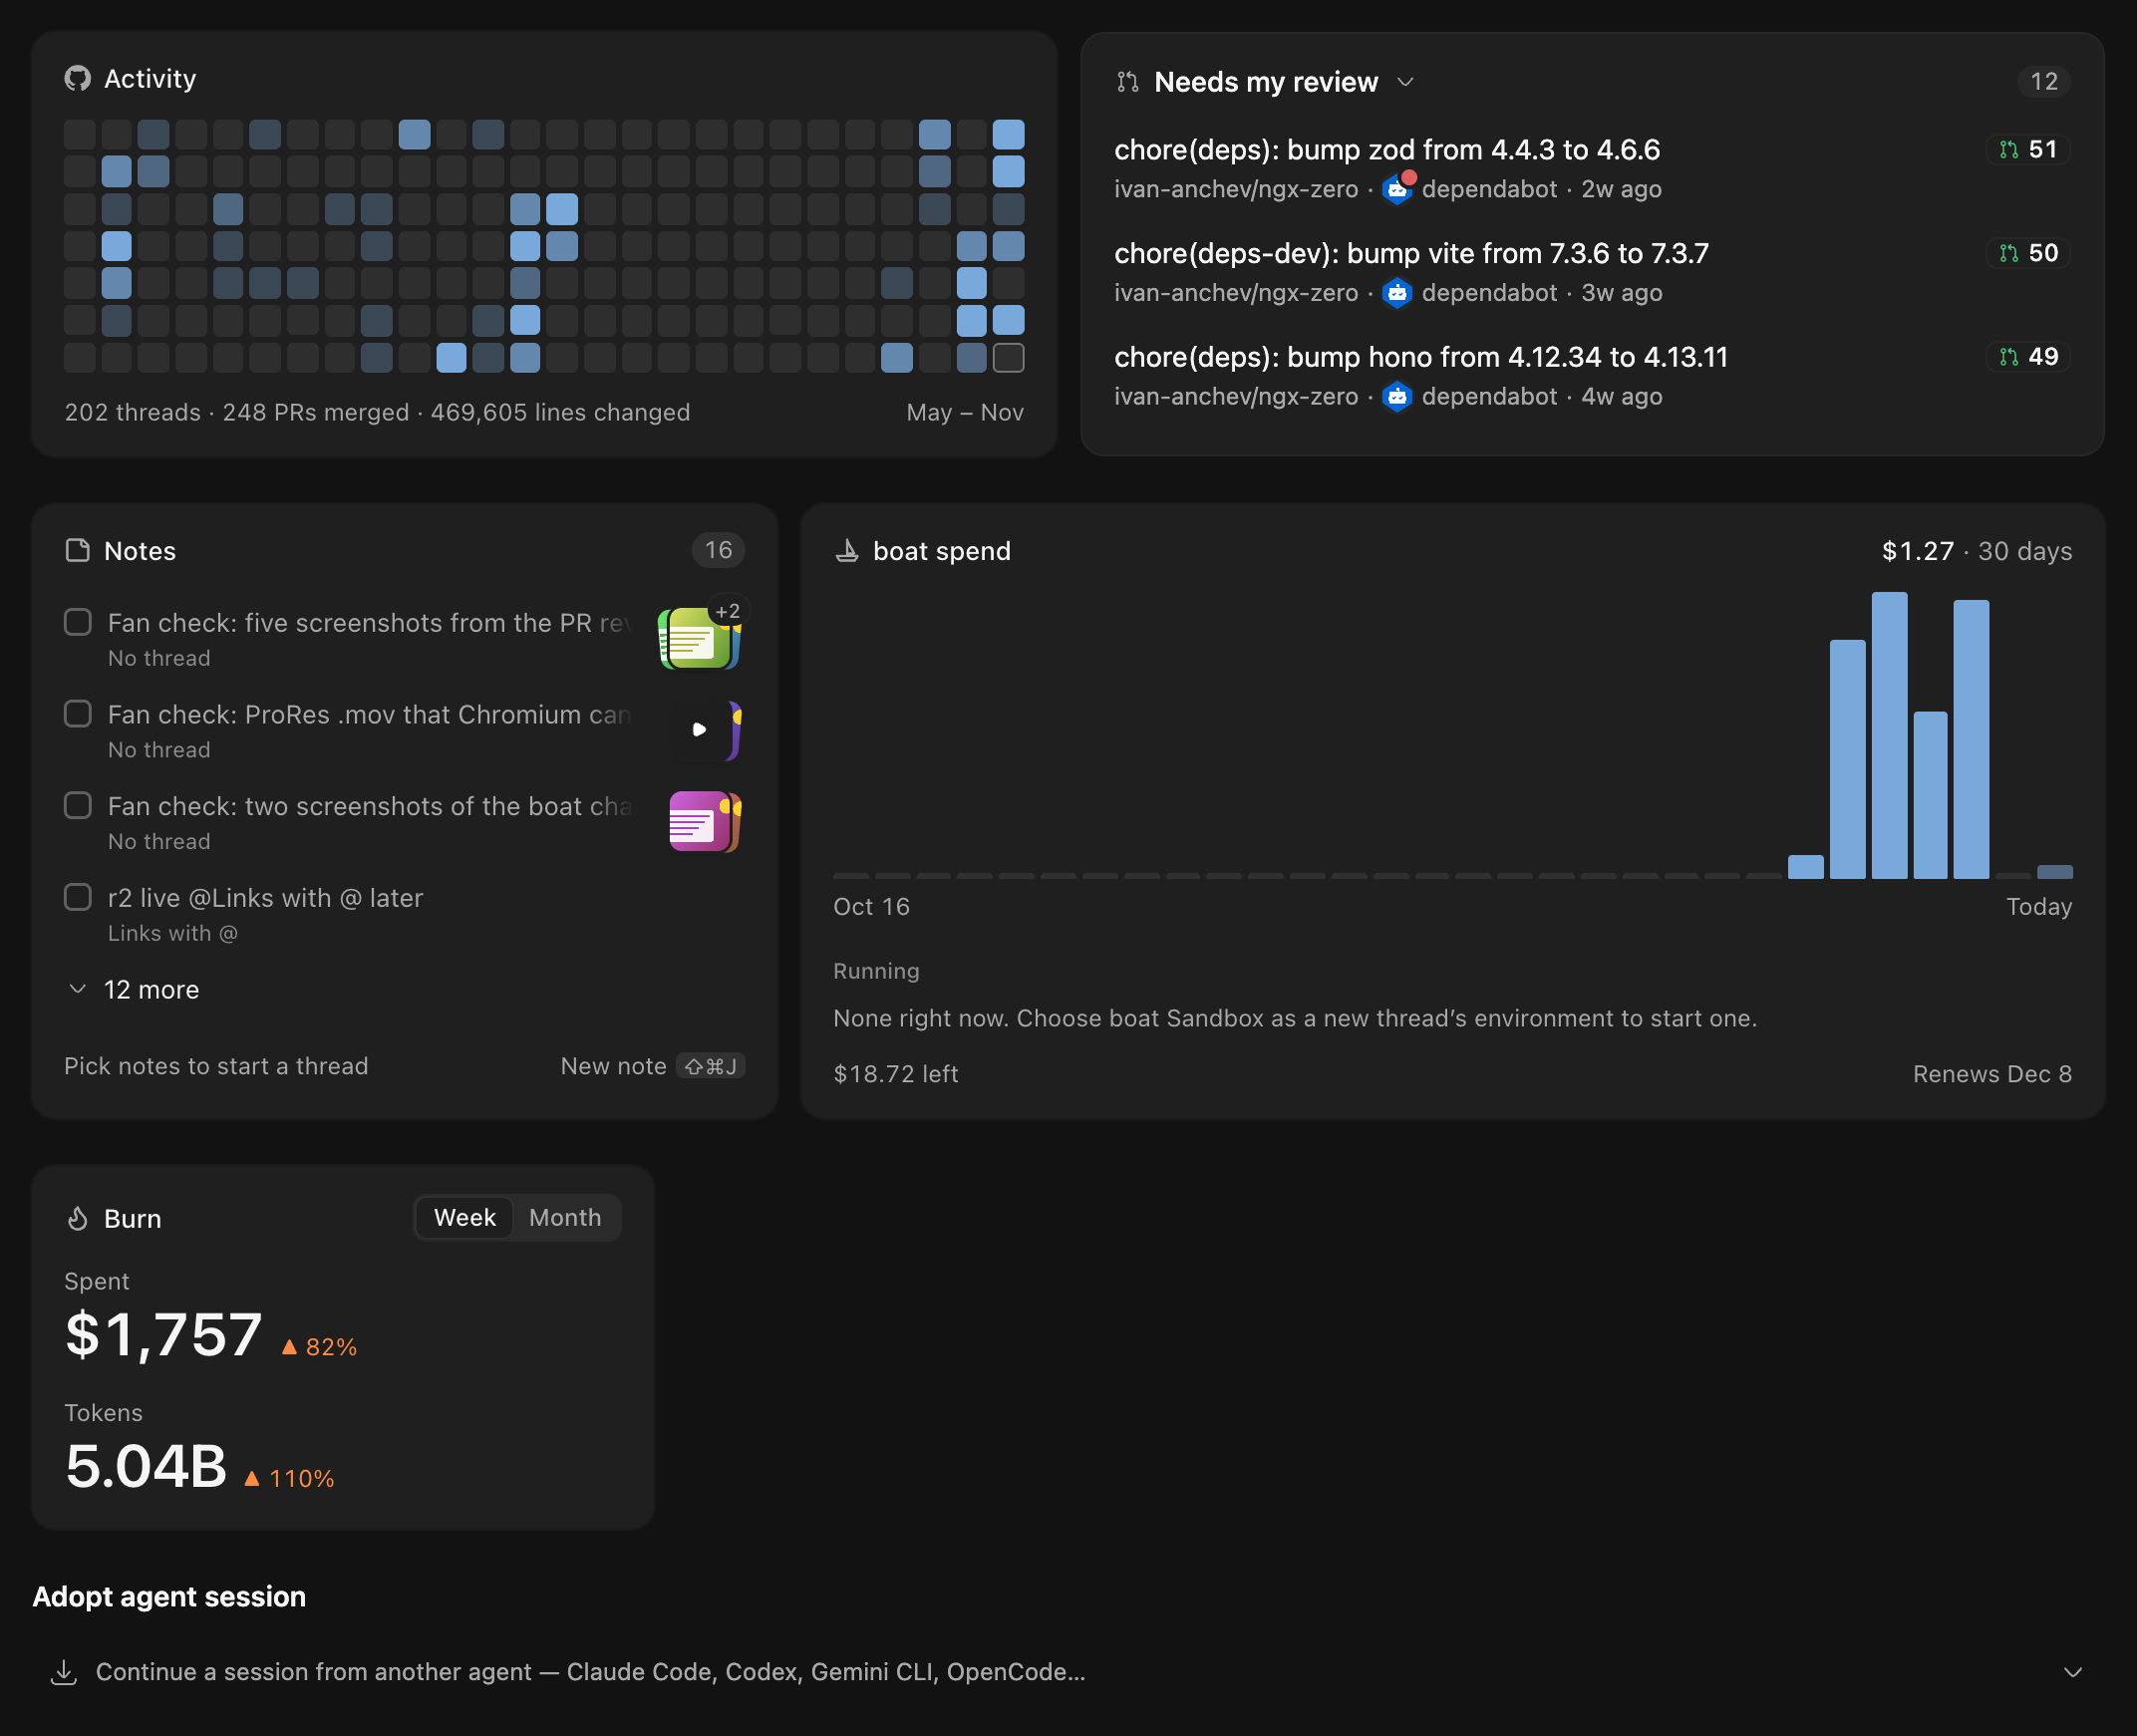 Activity
202 threads · 248 PRs merged · 469,605 lines changed
May – Nov
Needs my review
12
chore(deps): bump zod from 4.4.3 to 4.6.6
51
ivan-anchev/ngx-zero · dependabot · 2w ago
chore(deps-dev): bump vite from 7.3.6 to 7.3.7
50
ivan-anchev/ngx-zero · dependabot · 3w ago
chore(deps): bump hono from 4.12.34 to 4.13.11
49
ivan-anchev/ngx-zero · dependabot · 4w ago
Notes
16
Fan check: five screenshots from the PR rev
+2
No thread
Fan check: ProRes .mov that Chromium can
No thread
Fan check: two screenshots of the boat cha
No thread
r2 live @Links with @ later
Links with @
12 more
Pick notes to start a thread
New note ⇧⌘J
boat spend
$1.27 · 30 days
Oct 16
Today
Running
None right now. Choose boat Sandbox as a new thread’s environment to start one.
$18.72 left
Renews Dec 8
Burn
Week
Month
Spent
$1,757 ▲ 82%
Tokens
5.04B ▲ 110%
Adopt agent session
Continue a session from another agent — Claude Code, Codex, Gemini CLI, OpenCode…